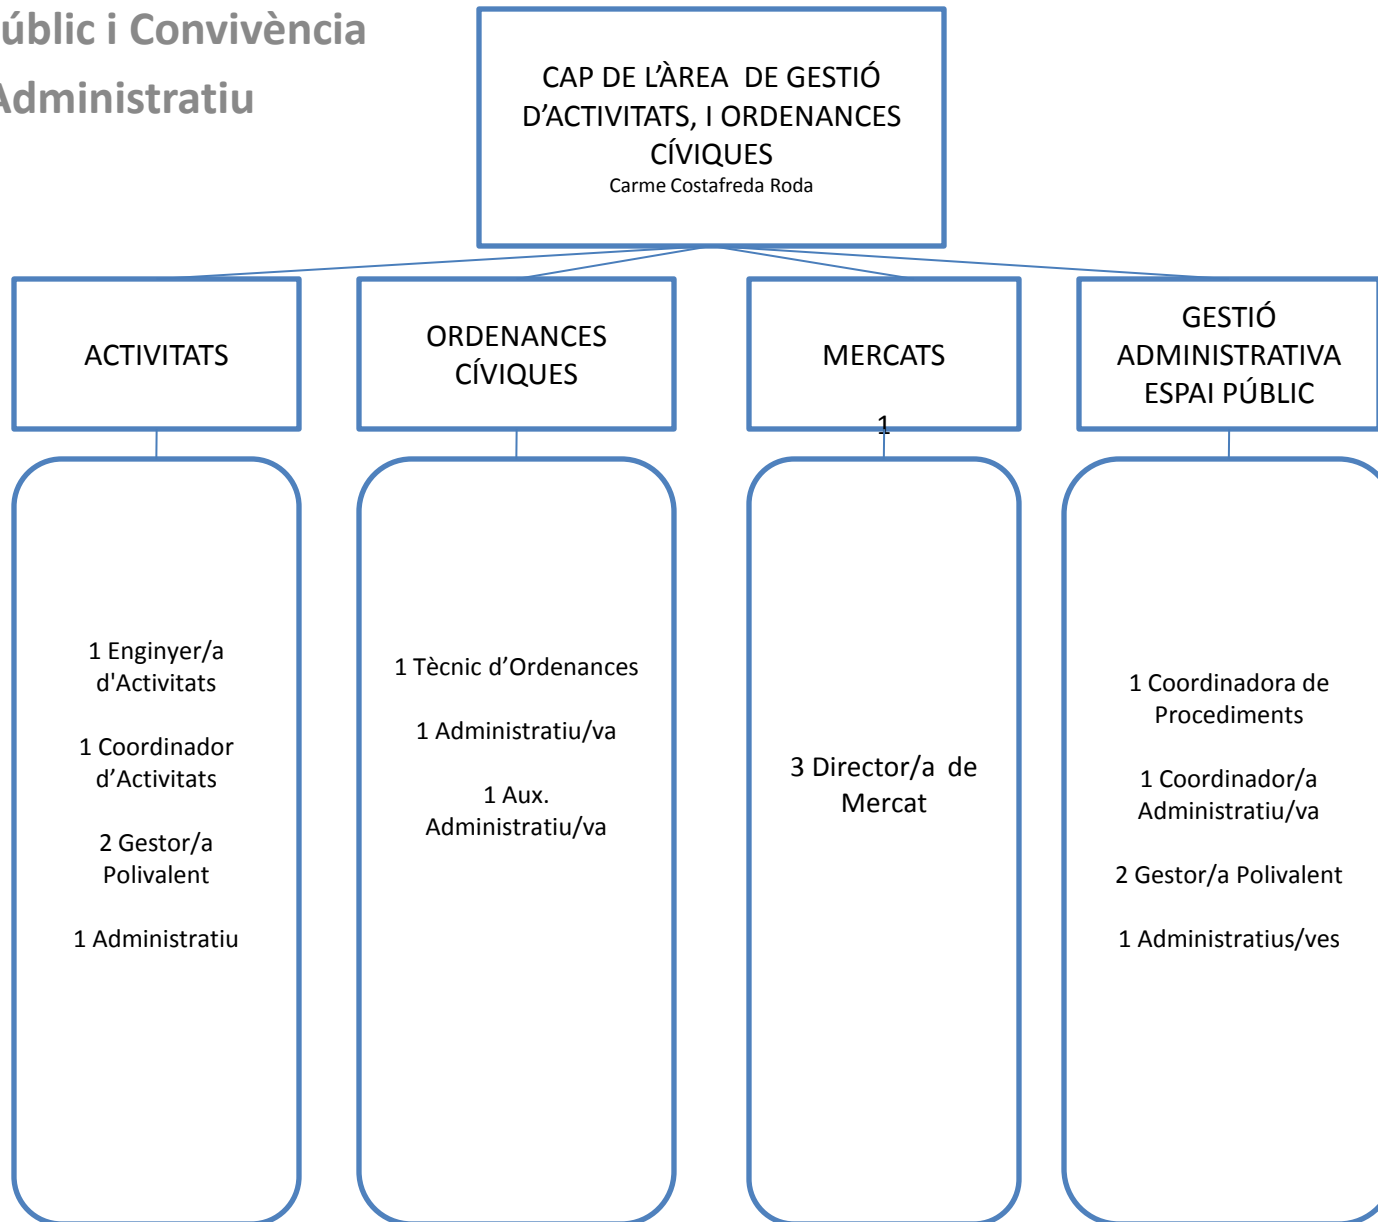 úblic i Convivència
Administratiu
CAP DE L’ÀREA  DE GESTIÓ
D’ACTIVITATS, I ORDENANCES
CÍVIQUES
Carme Costafreda Roda
ACTIVITATS
ORDENANCES
CÍVIQUES
MERCATS
1
GESTIÓ
ADMINISTRATIVA
ESPAI PÚBLIC
1 Enginyer/a
d'Activitats
1 Coordinador
d’Activitats
2 Gestor/a
Polivalent
1 Administratiu
1 Tècnic d’Ordenances
1 Administratiu/va
1 Aux.
Administratiu/va
3 Director/a  de
Mercat
1 Coordinadora de
Procediments
1 Coordinador/a
Administratiu/va
2 Gestor/a Polivalent
1 Administratius/ves